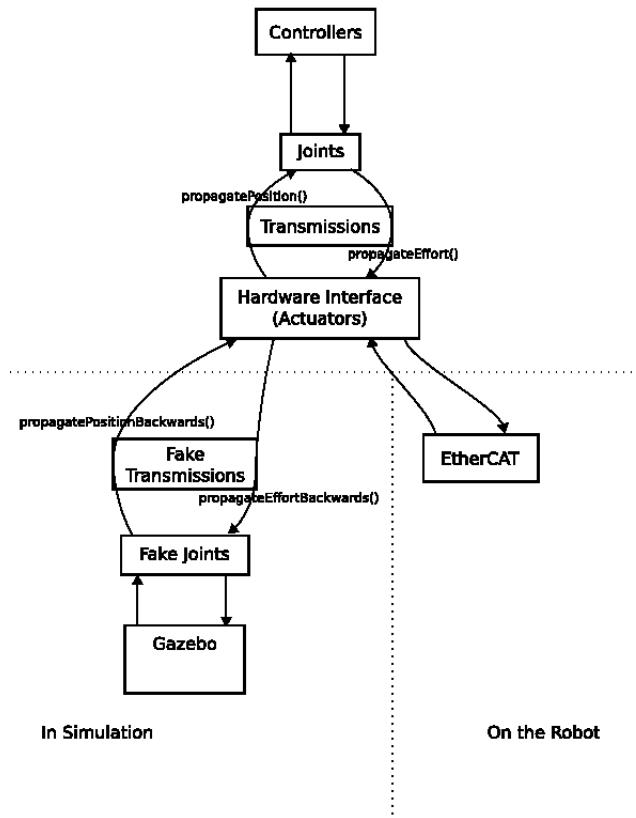 Controllers
Joints
propagatePosition()
Transmissions
propagateEffort()
Hardware Interface
(Actuators)
propagatePositionBackwards()
Fake
Transmissions
EtherCAT
propagateEffortBackwards()
Fake Joints
Gazebo
In Simulation
On the Robot